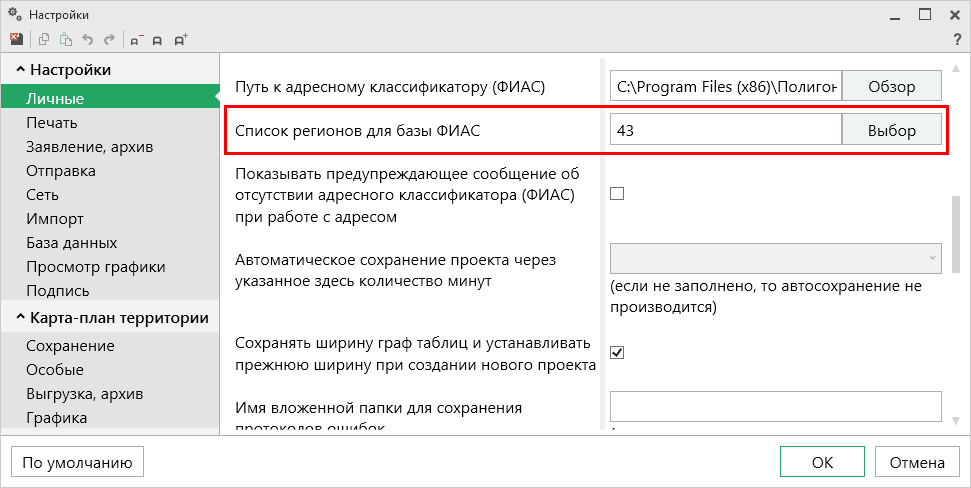 Настройки
?
Настройки
Личные
Печать
Заявление, архив
Отправка
Сеть
Импорт
База данных
Просмотр графики
Подпись
Карта-план территории
Сохранение
Особые
Выгрузка, архив
Графика
Путь к адресному классификатору (ФИАС)
C:\Program Files (x86)\Полигон
Обзор
Список регионов для базы ФИАС
43
Выбор
Показывать предупреждающее сообщение об
отсутствии адресного классификатора (ФИАС)
при работе с адресом
Автоматическое сохранение проекта через
указанное здесь количество минут
(если не заполнено, то автосохранение не
производится)
Сохранять ширину граф таблиц и устанавливать
прежнюю ширину при создании нового проекта
Имя вложенной папки для сохранения
протоколов ошибок
По умолчанию
ОК
Отмена